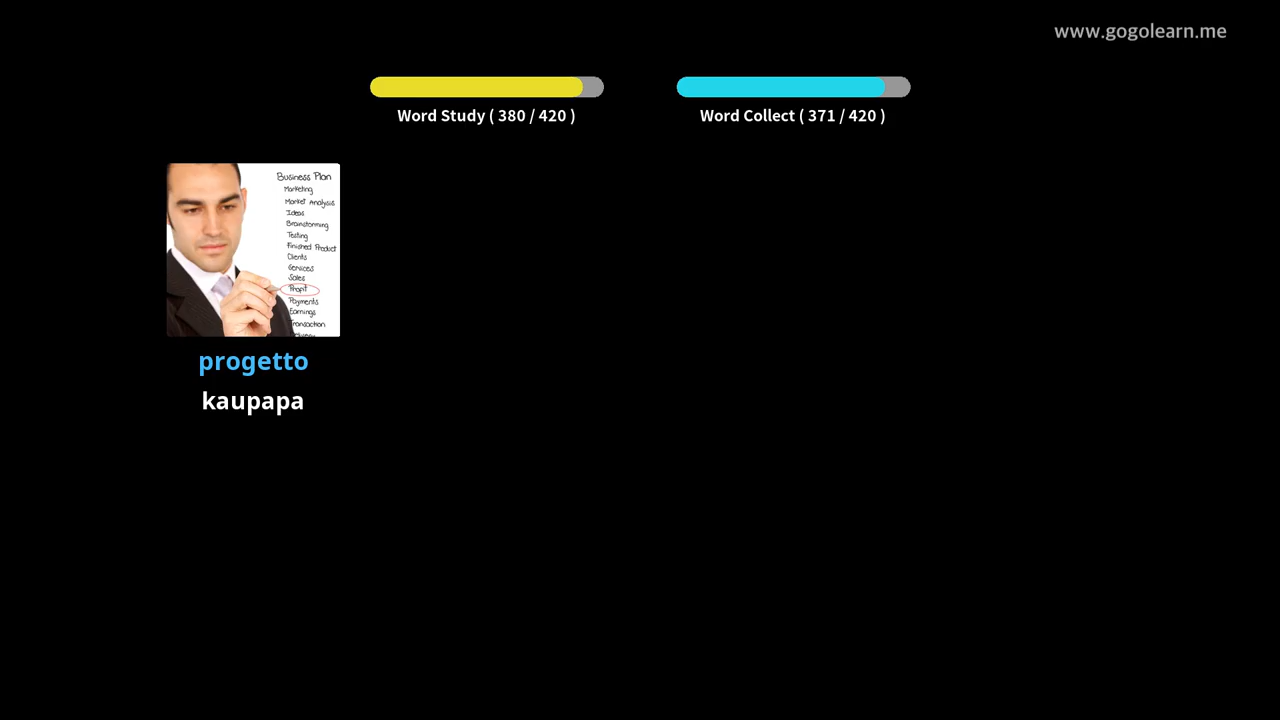 www.gogolearn.me
Word Study ( 380 / 420 )
Word Collect ( 371 / 420 )
Business Plan
Marketing
Market Analysis
Ideas
Brainstorming
Testing
Finished Product
Clients
Services
Sales
Profit
Payments
Earnings
Transaction
Delivery
progetto
kaupapa